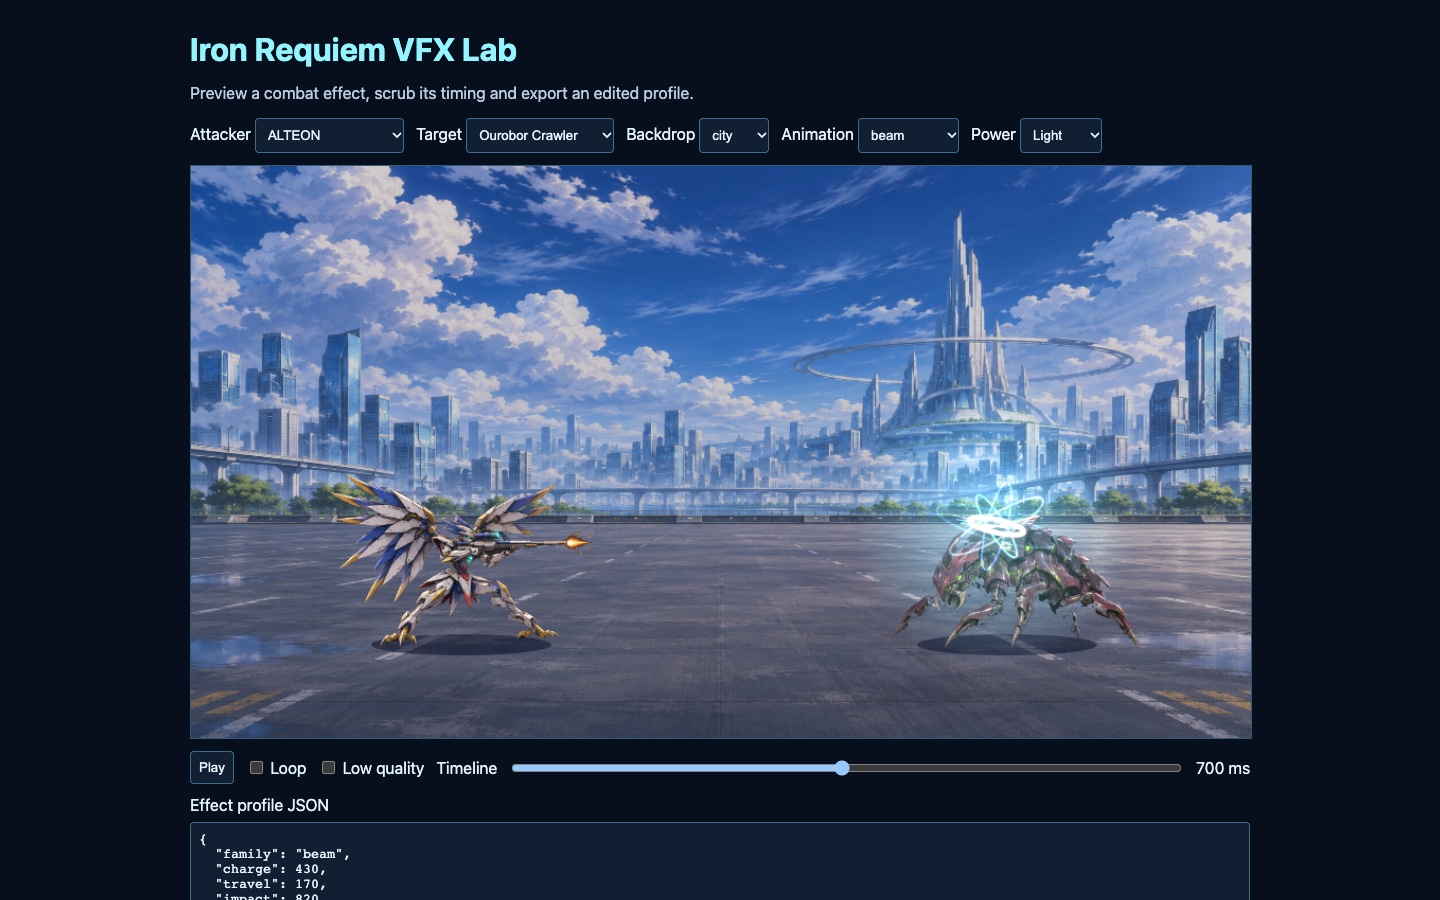 Iron Requiem VFX Lab
Preview a combat effect, scrub its timing and export an edited profile.
Attacker ALTEON Target Ourobor Crawler Backdrop city Animation beam Power Light
Play Loop Low quality Timeline 700 ms
Effect profile JSON
{
"family": "beam",
"charge": 430,
"travel": 170,
"impact": 820